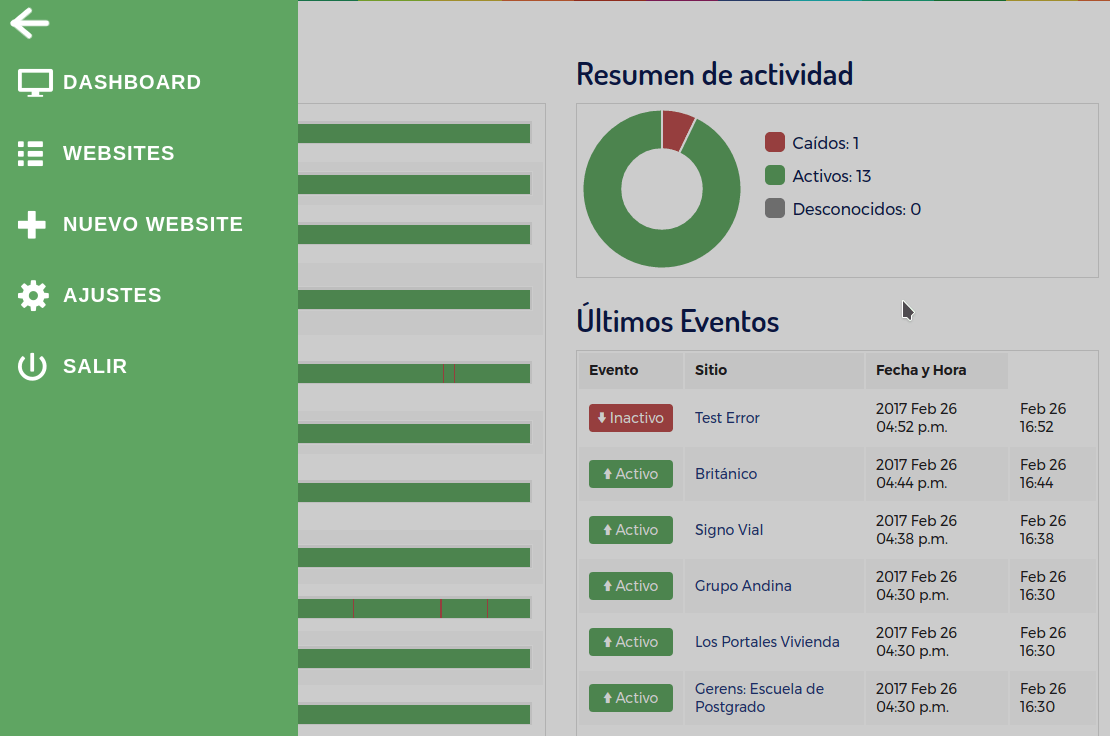 DASHBOARD
WEBSITES
NUEVO WEBSITE
AJUSTES
SALIR
Resumen de actividad
Caídos: 1
Activos: 13
Desconocidos: 0
Últimos Eventos
Evento Sitio Fecha y Hora
Inactivo Test Error 2017 Feb 26 Feb 26
04:52 p.m. 16:52
Activo Británico 2017 Feb 26 Feb 26
04:44 p.m. 16:44
Activo Signo Vial 2017 Feb 26 Feb 26
04:38 p.m. 16:38
Activo Grupo Andina 2017 Feb 26 Feb 26
04:30 p.m. 16:30
Activo Los Portales Vivienda 2017 Feb 26 Feb 26
04:30 p.m. 16:30
Activo Gerens: Escuela de 2017 Feb 26 Feb 26
Postgrado 04:30 p.m. 16:30